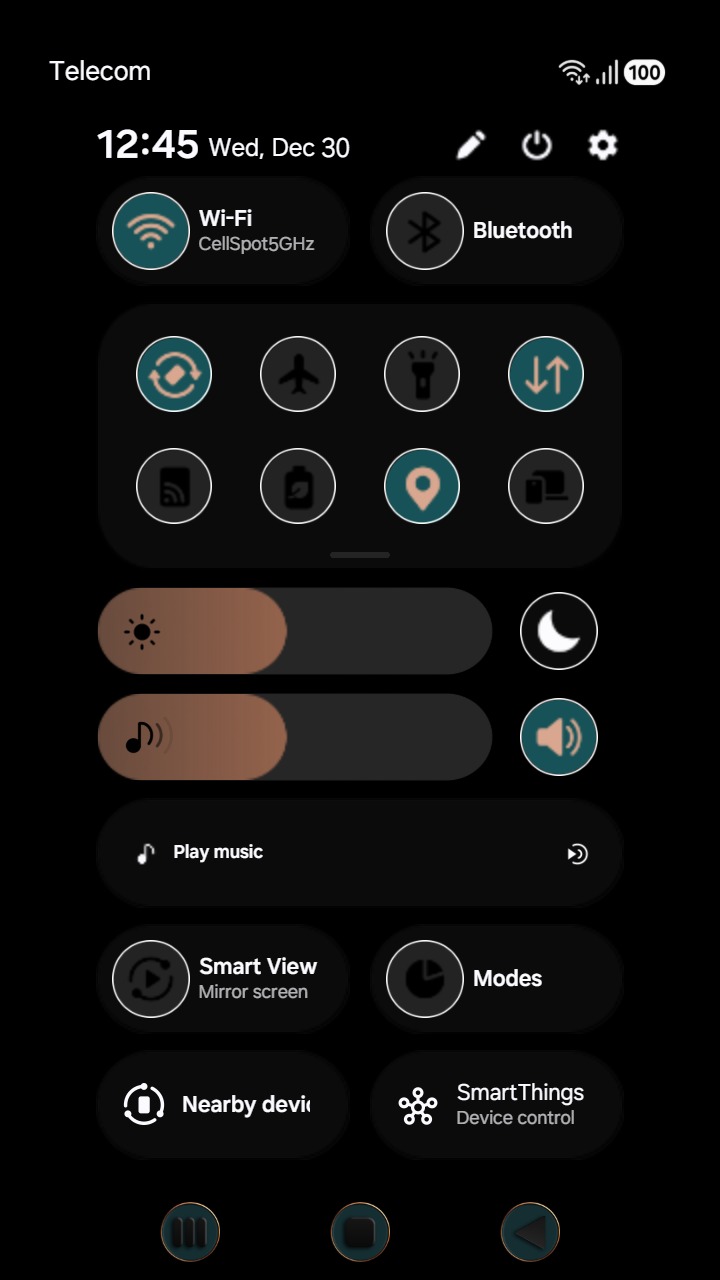 Telecom
100
12:45 Wed, Dec 30
Wi-Fi
CellSpot5GHz
Bluetooth
Play music
Smart View
Mirror screen
Modes
Nearby devi
SmartThings
Device control